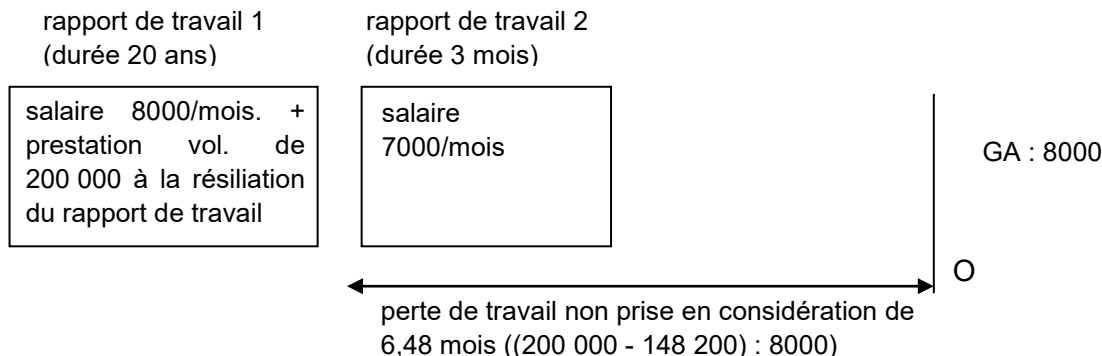 rapport de travail 1
(durée 20 ans)
rapport de travail 2
(durée 3 mois)
salaire 8000/mois. +
prestation vol. de
200 000 à la résiliation
du rapport de travail
salaire
7000/mois
GA : 8000
O
perte de travail non prise en considération de
6,48 mois ((200 000 - 148 200) : 8000)